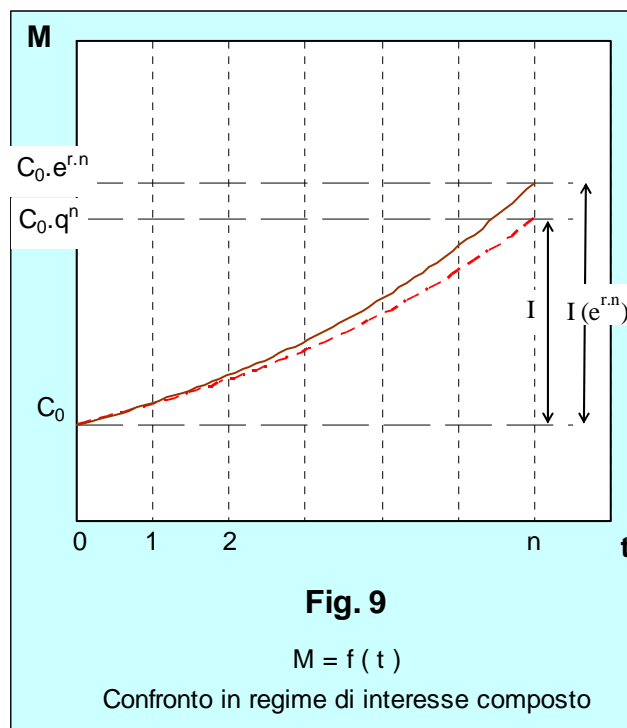 M
C₀.eʳ·ⁿ
C₀.qⁿ
I
I (eʳ·ⁿ)
C₀
0 1 2 n t
Fig. 9
M = f ( t )
Confronto in regime di interesse composto